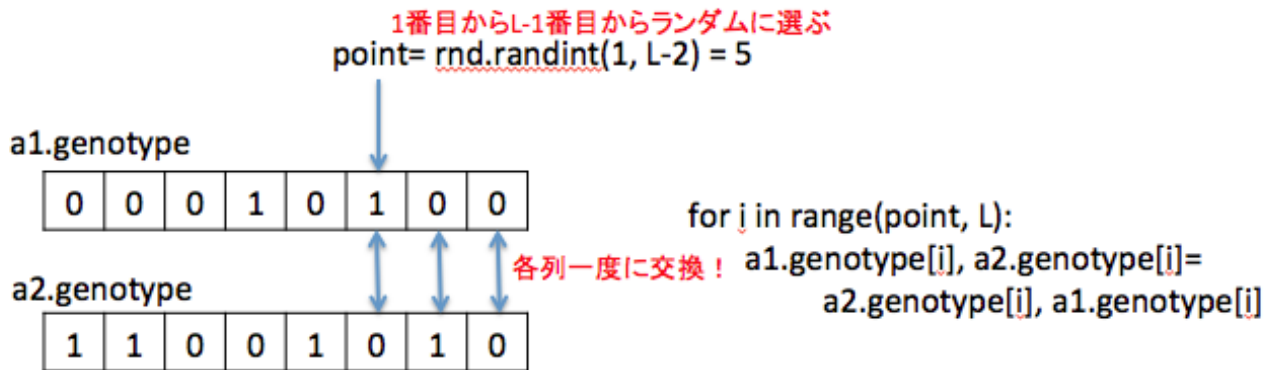 1番目からL-1番目からランダムに選ぶ
point= rnd.randint(1, L-2) = 5
a1.genotype
0 0 0 1 0 1 0 0
for i in range(point, L):
各列一度に交換！ a1.genotype[i], a2.genotype[i]=
a2.genotype[i], a1.genotype[i]
a2.genotype
1 1 0 0 1 0 1 0